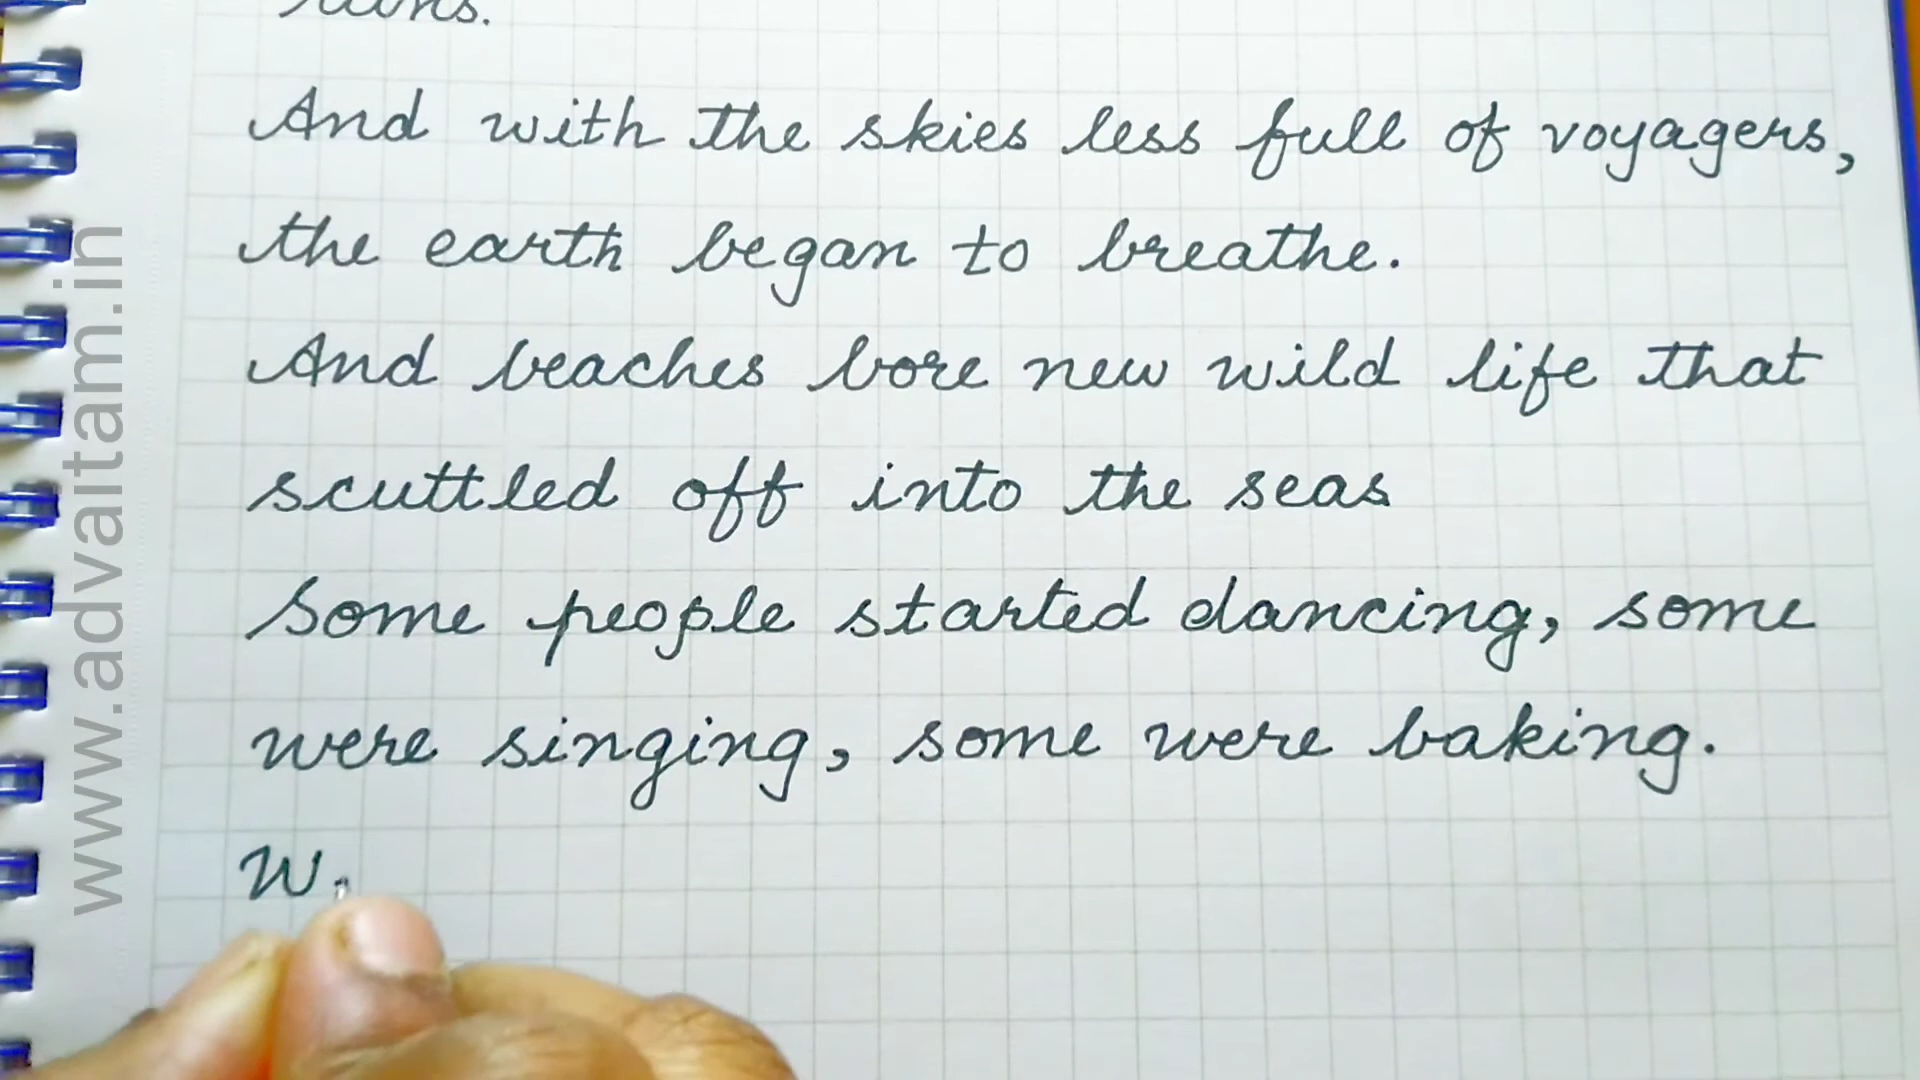 And with the skies less full of voyagers,
the earth began to breathe.
And beaches bore new wild life that
scuttled off into the seas
Some people started dancing, some
were singing, some were baking.
W
www.advaitam.in